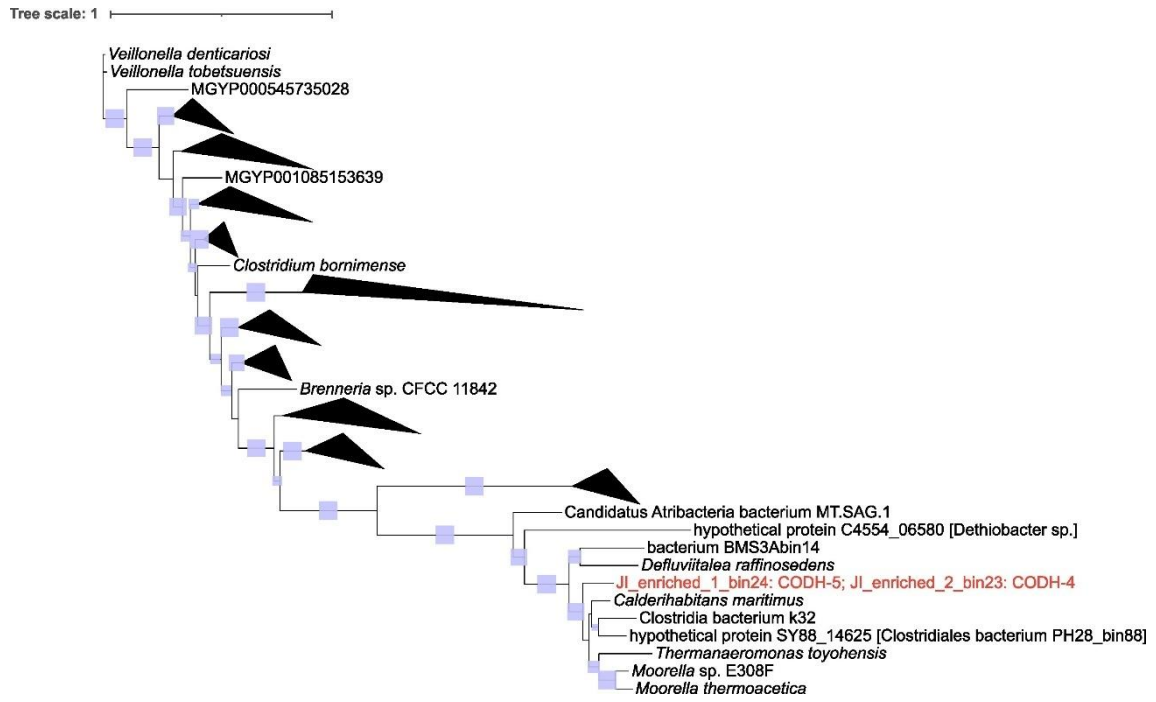 Tree scale: 1
Veillonella denticariosi
Veillonella tobetsuensis
MGYP000545735028
MGYP001085153639
Clostridium bornimense
Brenneria sp. CFCC 11842
Candidatus Atribacteria bacterium MT.SAG.1
hypothetical protein C4554_06580 [Dethiobacter sp.]
bacterium BMS3Abin14
Defluviitalea raffinosedens
JI_enriched_1_bin24: CODH-5; JI_enriched_2_bin23: CODH-4
Calderihabitans maritimus
Clostridia bacterium k32
hypothetical protein SY88_14625 [Clostridiales bacterium PH28_bin88]
Thermanaeromonas toyohensis
Moorella sp. E308F
Moorella thermoacetica